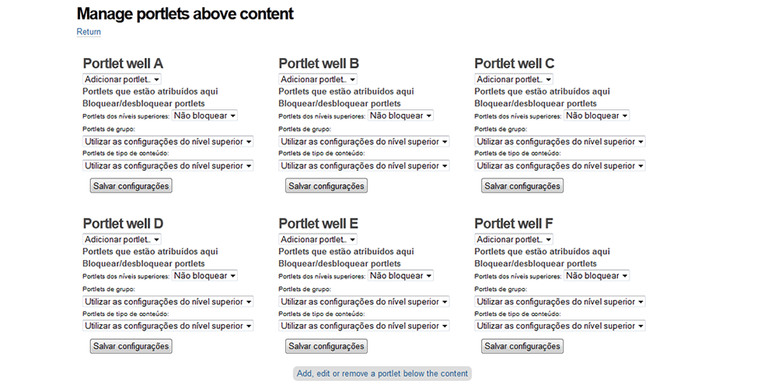 Manage portlets above content
Return
Portlet well A
Adicionar portlet..
Portlets que estão atribuídos aqui
Bloquear/desbloquear portlets
Portlets dos níveis superiores: Não bloquear
Portlets de grupo:
Utilizar as configurações do nível superior
Portlets de tipo de conteúdo:
Utilizar as configurações do nível superior
Salvar configurações
Portlet well B
Adicionar portlet..
Portlets que estão atribuídos aqui
Bloquear/desbloquear portlets
Portlets dos níveis superiores: Não bloquear
Portlets de grupo:
Utilizar as configurações do nível superior
Portlets de tipo de conteúdo:
Utilizar as configurações do nível superior
Salvar configurações
Portlet well C
Adicionar portlet..
Portlets que estão atribuídos aqui
Bloquear/desbloquear portlets
Portlets dos níveis superiores: Não bloquear
Portlets de grupo:
Utilizar as configurações do nível superior
Portlets de tipo de conteúdo:
Utilizar as configurações do nível superior
Salvar configurações
Portlet well D
Adicionar portlet..
Portlets que estão atribuídos aqui
Bloquear/desbloquear portlets
Portlets dos níveis superiores: Não bloquear
Portlets de grupo:
Utilizar as configurações do nível superior
Portlets de tipo de conteúdo:
Utilizar as configurações do nível superior
Salvar configurações
Portlet well E
Adicionar portlet..
Portlets que estão atribuídos aqui
Bloquear/desbloquear portlets
Portlets dos níveis superiores: Não bloquear
Portlets de grupo:
Utilizar as configurações do nível superior
Portlets de tipo de conteúdo:
Utilizar as configurações do nível superior
Salvar configurações
Portlet well F
Adicionar portlet..
Portlets que estão atribuídos aqui
Bloquear/desbloquear portlets
Portlets dos níveis superiores: Não bloquear
Portlets de grupo:
Utilizar as configurações do nível superior
Portlets de tipo de conteúdo:
Utilizar as configurações do nível superior
Salvar configurações
Add, edit or remove a portlet below the content